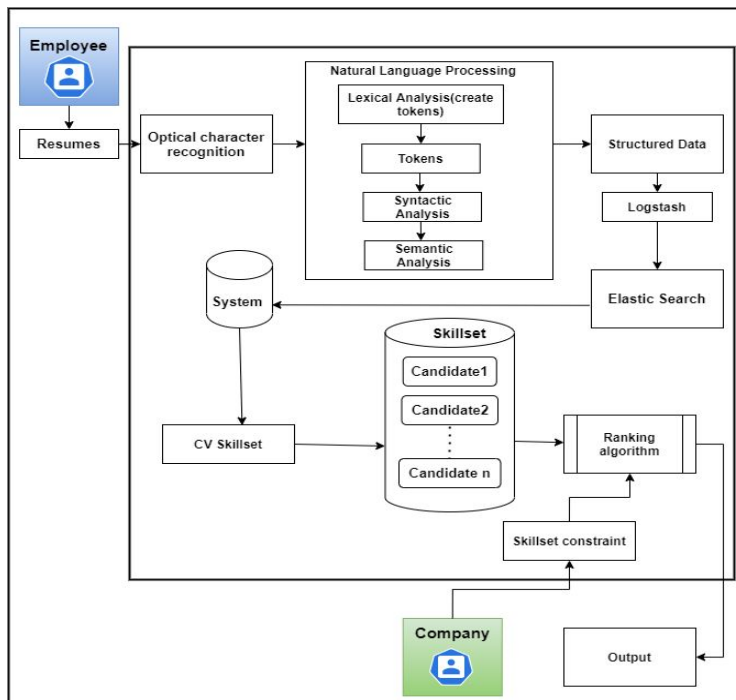 Employee
Resumes
Optical character
recognition
Natural Language Processing
Lexical Analysis(create
tokens)
Tokens
Syntactic
Analysis
Semantic
Analysis
Structured Data
Logstash
Elastic Search
System
CV Skillset
Skillset
Candidate1
Candidate2
Candidate n
Ranking
algorithm
Skillset constraint
Company
Output